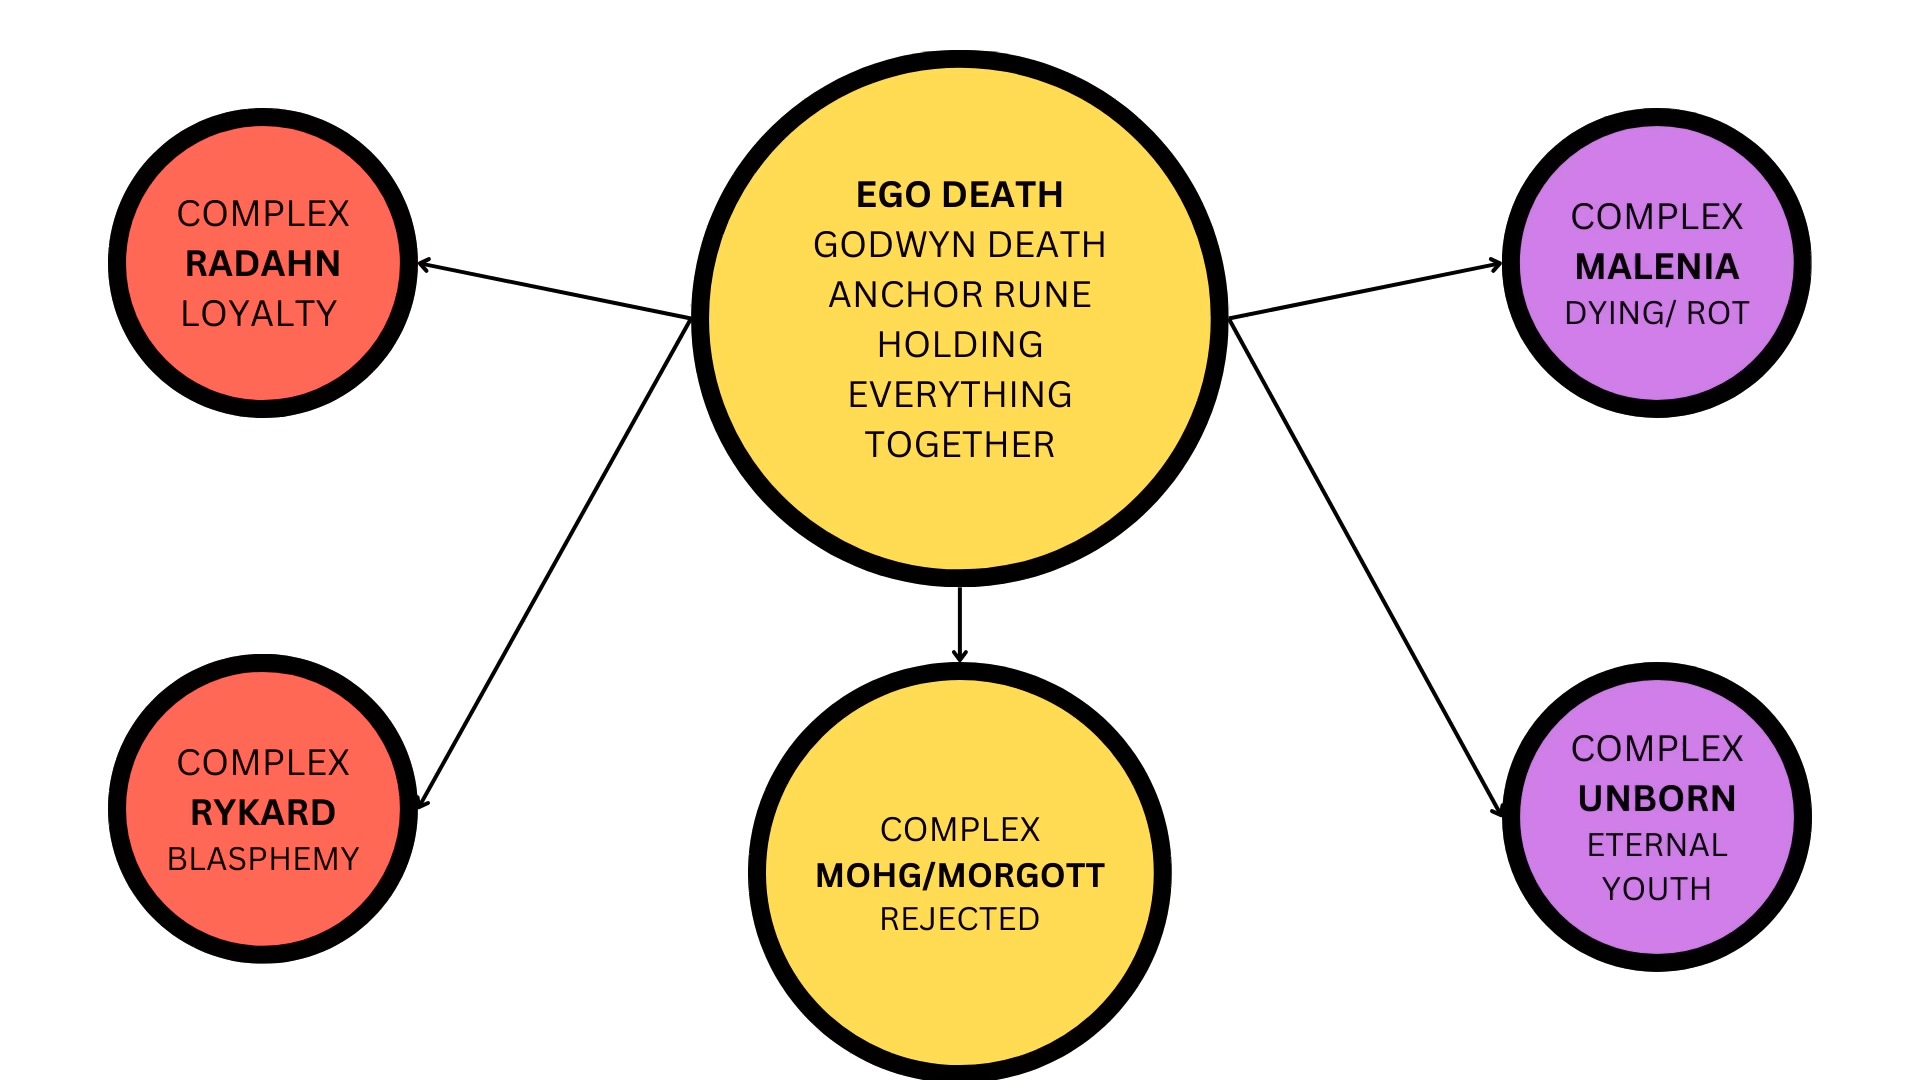 EGO DEATH
GODWYN DEATH
ANCHOR RUNE
HOLDING
EVERYTHING
TOGETHER
COMPLEX
RADAHN
LOYALTY
COMPLEX
MALENIA
DYING/ ROT
COMPLEX
RYKARD
BLASPHEMY
COMPLEX
MOHG/MORGOTT
REJECTED
COMPLEX
UNBORN
ETERNAL
YOUTH